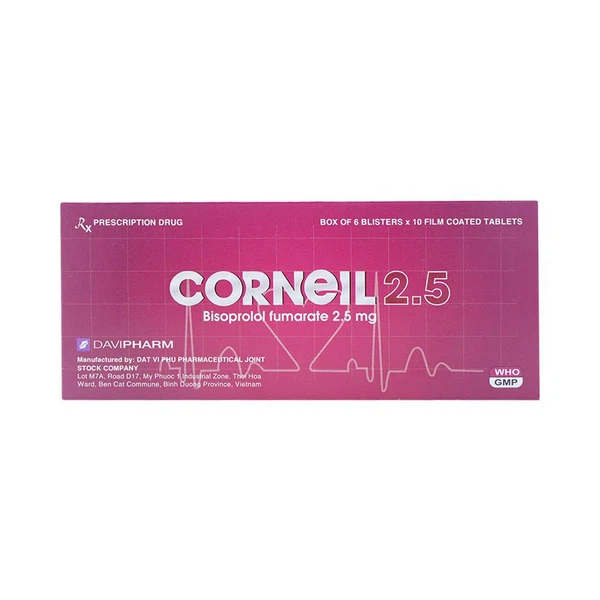 Rx PRESCRIPTION DRUG
BOX OF 6 BLISTERS x 10 FILM COATED TABLETS
CORNEIL 2.5
Bisoprolol fumarate 2.5 mg
DAVIPHARM
Manufactured by: DAT VI PHU PHARMACEUTICAL JOINT
STOCK COMPANY
Lot M7A, Road D17, My Phuoc 1 Industrial Zone, Thoi Hoa
Ward, Ben Cat Commune, Binh Duong Province, Vietnam
WHO
GMP